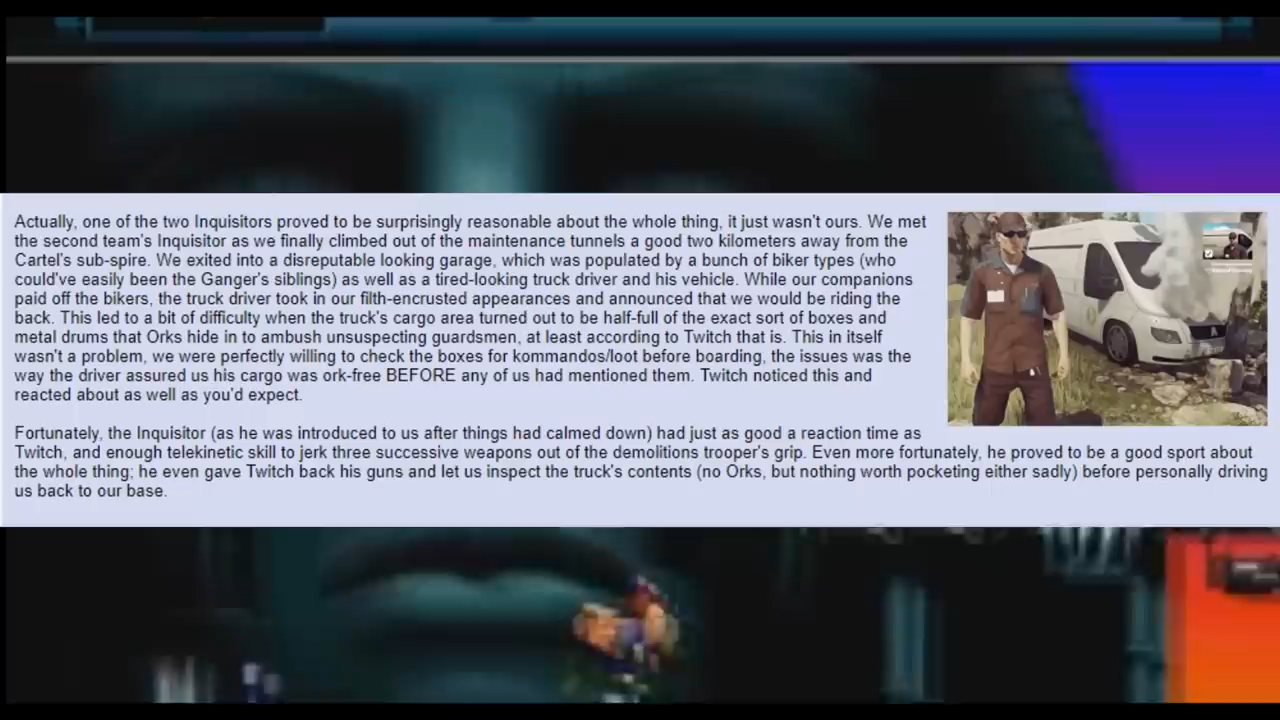 Actually, one of the two Inquisitors proved to be surprisingly reasonable about the whole thing, it just wasn't ours. We met
the second team's Inquisitor as we finally climbed out of the maintenance tunnels a good two kilometers away from the
Cartel's sub-spire. We exited into a disreputable looking garage, which was populated by a bunch of biker types (who
could've easily been the Ganger's siblings) as well as a tired-looking truck driver and his vehicle. While our companions
paid off the bikers, the truck driver took in our filth-encrusted appearances and announced that we would be riding the
back. This led to a bit of difficulty when the truck's cargo area turned out to be half-full of the exact sort of boxes and
metal drums that Orks hide in to ambush unsuspecting guardsmen, at least according to Twitch that is. This in itself
wasn't a problem, we were perfectly willing to check the boxes for kommandos/loot before boarding, the issues was the
way the driver assured us his cargo was ork-free BEFORE any of us had mentioned them. Twitch noticed this and
reacted about as well as you'd expect.
Fortunately, the Inquisitor (as he was introduced to us after things had calmed down) had just as good a reaction time as
Twitch, and enough telekinetic skill to jerk three successive weapons out of the demolitions trooper's grip. Even more fortunately, he proved to be a good sport about
the whole thing; he even gave Twitch back his guns and let us inspect the truck's contents (no Orks, but nothing worth pocketing either sadly) before personally driving
us back to our base.